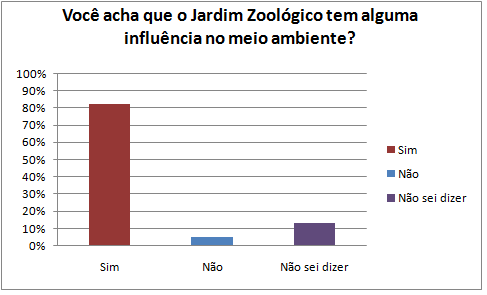 Você acha que o Jardim Zoológico tem alguma
influência no meio ambiente?
100%
90%
80%
70%
60%
50%
40%
30%
20%
10%
0%
Sim
Não
Não sei dizer
Sim
Não
Não sei dizer